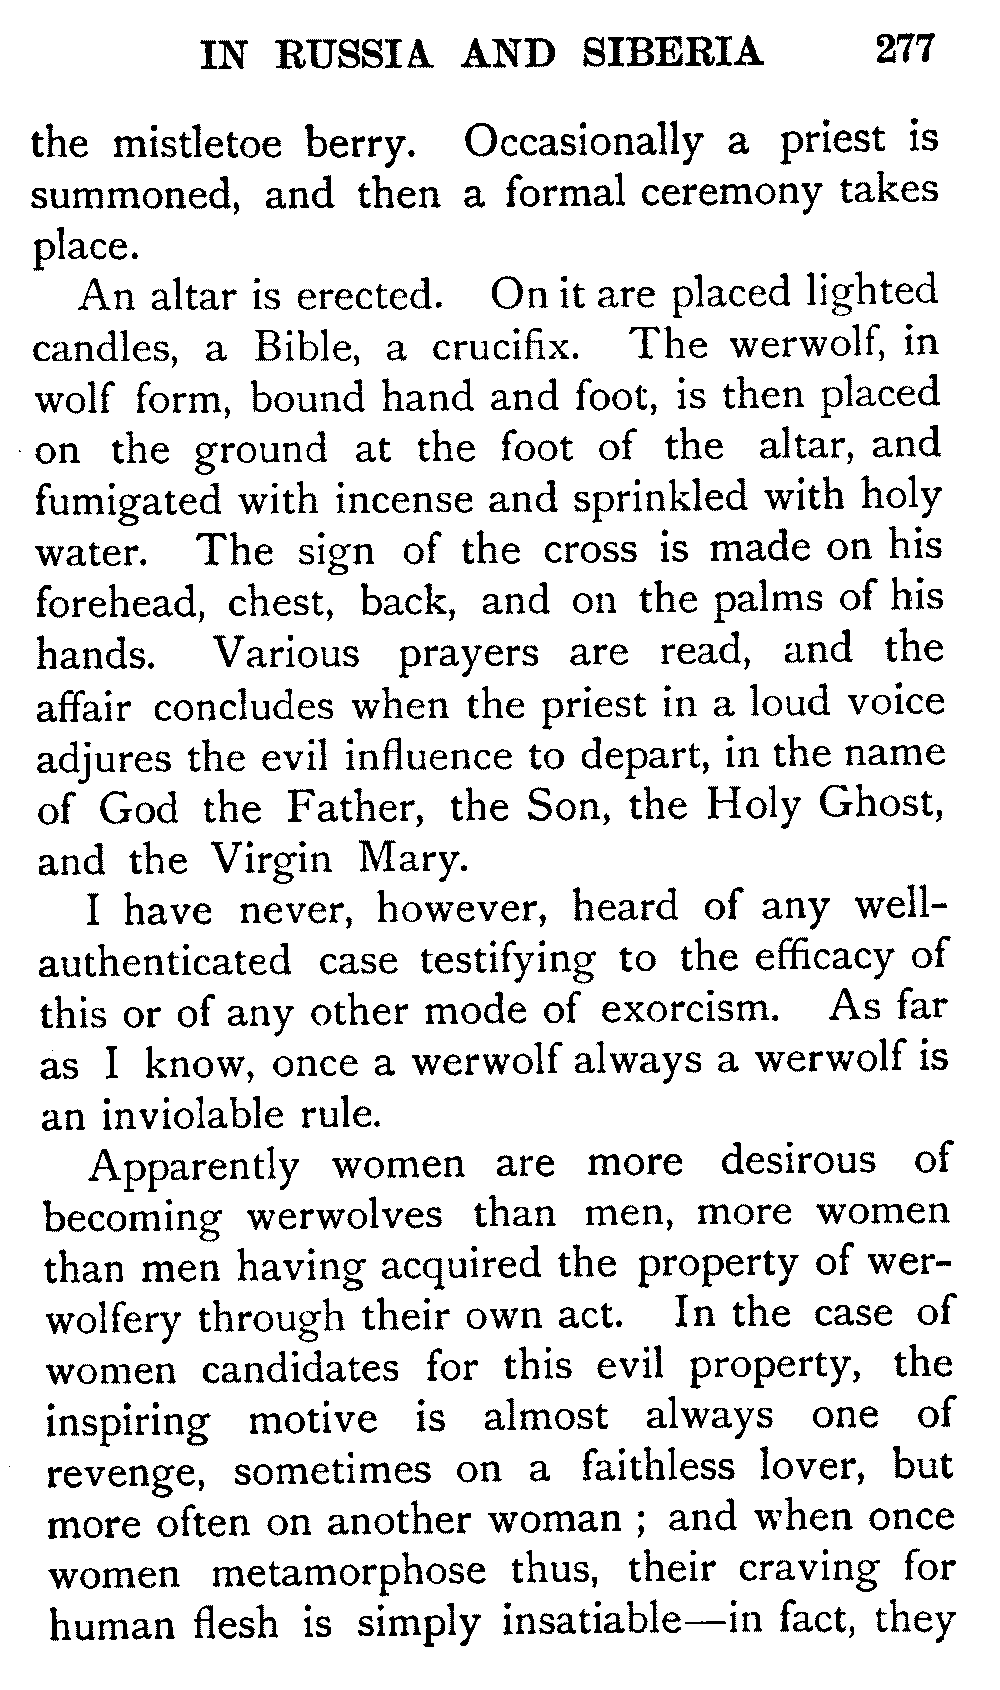 IN RUSSIA AND SIBERIA 277
the mistletoe berry. Occasionally a priest is
summoned, and then a formal ceremony takes
place.
An altar is erected. On it are placed lighted
candles, a Bible, a crucifix. The werwolf, in
wolf form, bound hand and foot, is then placed
on the ground at the foot of the altar, and
fumigated with incense and sprinkled with holy
water. The sign of the cross is made on his
forehead, chest, back, and on the palms of his
hands. Various prayers are read, and the
affair concludes when the priest in a loud voice
adjures the evil influence to depart, in the name
of God the Father, the Son, the Holy Ghost,
and the Virgin Mary.
I have never, however, heard of any well-
authenticated case testifying to the efficacy of
this or of any other mode of exorcism. As far
as I know, once a werwolf always a werwolf is
an inviolable rule.
Apparently women are more desirous of
becoming werwolves than men, more women
than men having acquired the property of wer-
wolfery through their own act. In the case of
women candidates for this evil property, the
inspiring motive is almost always one of
revenge, sometimes on a faithless lover, but
more often on another woman ; and when once
women metamorphose thus, their craving for
human flesh is simply insatiable—in fact, they